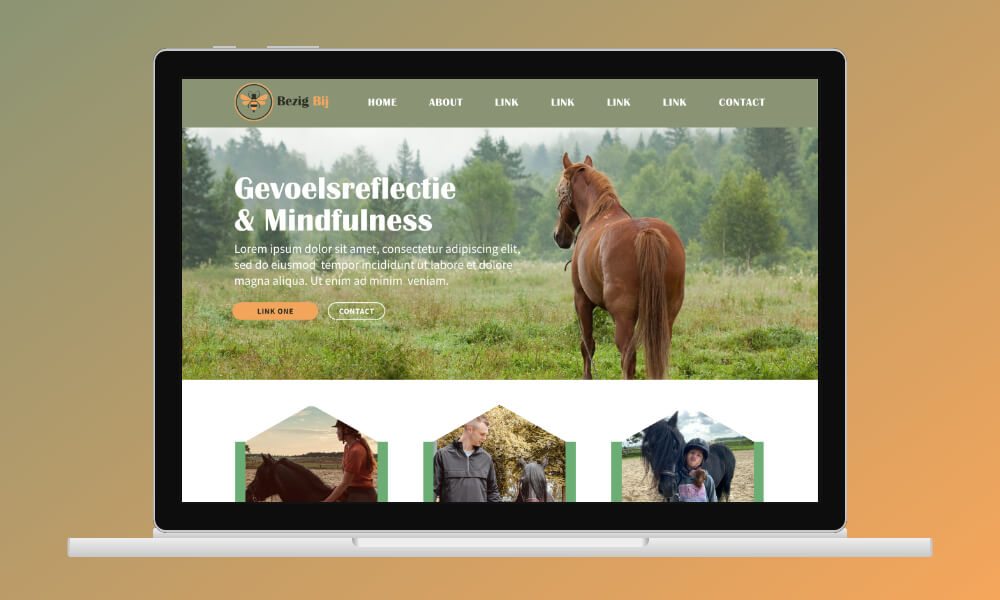 Bezig Bij HOME ABOUT LINK LINK LINK LINK CONTACT
Gevoelsreflectie
& Mindfulness
Lorem ipsum dolor sit amet, consectetur adipiscing elit,
sed do eiusmod tempor incididunt ut labore et dolore
magna aliqua. Ut enim ad minim veniam.
LINK ONE CONTACT